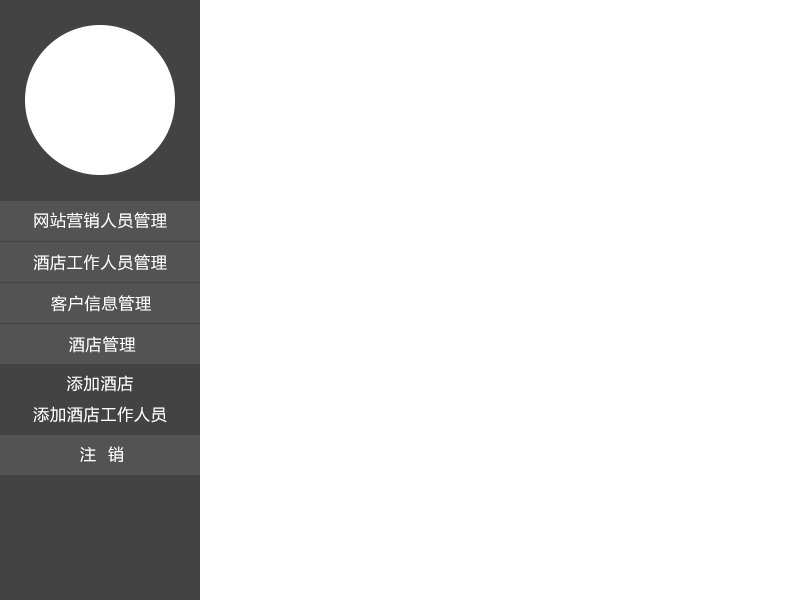 网站营销人员管理
酒店工作人员管理
客户信息管理
酒店管理
添加酒店
添加酒店工作人员
注 销